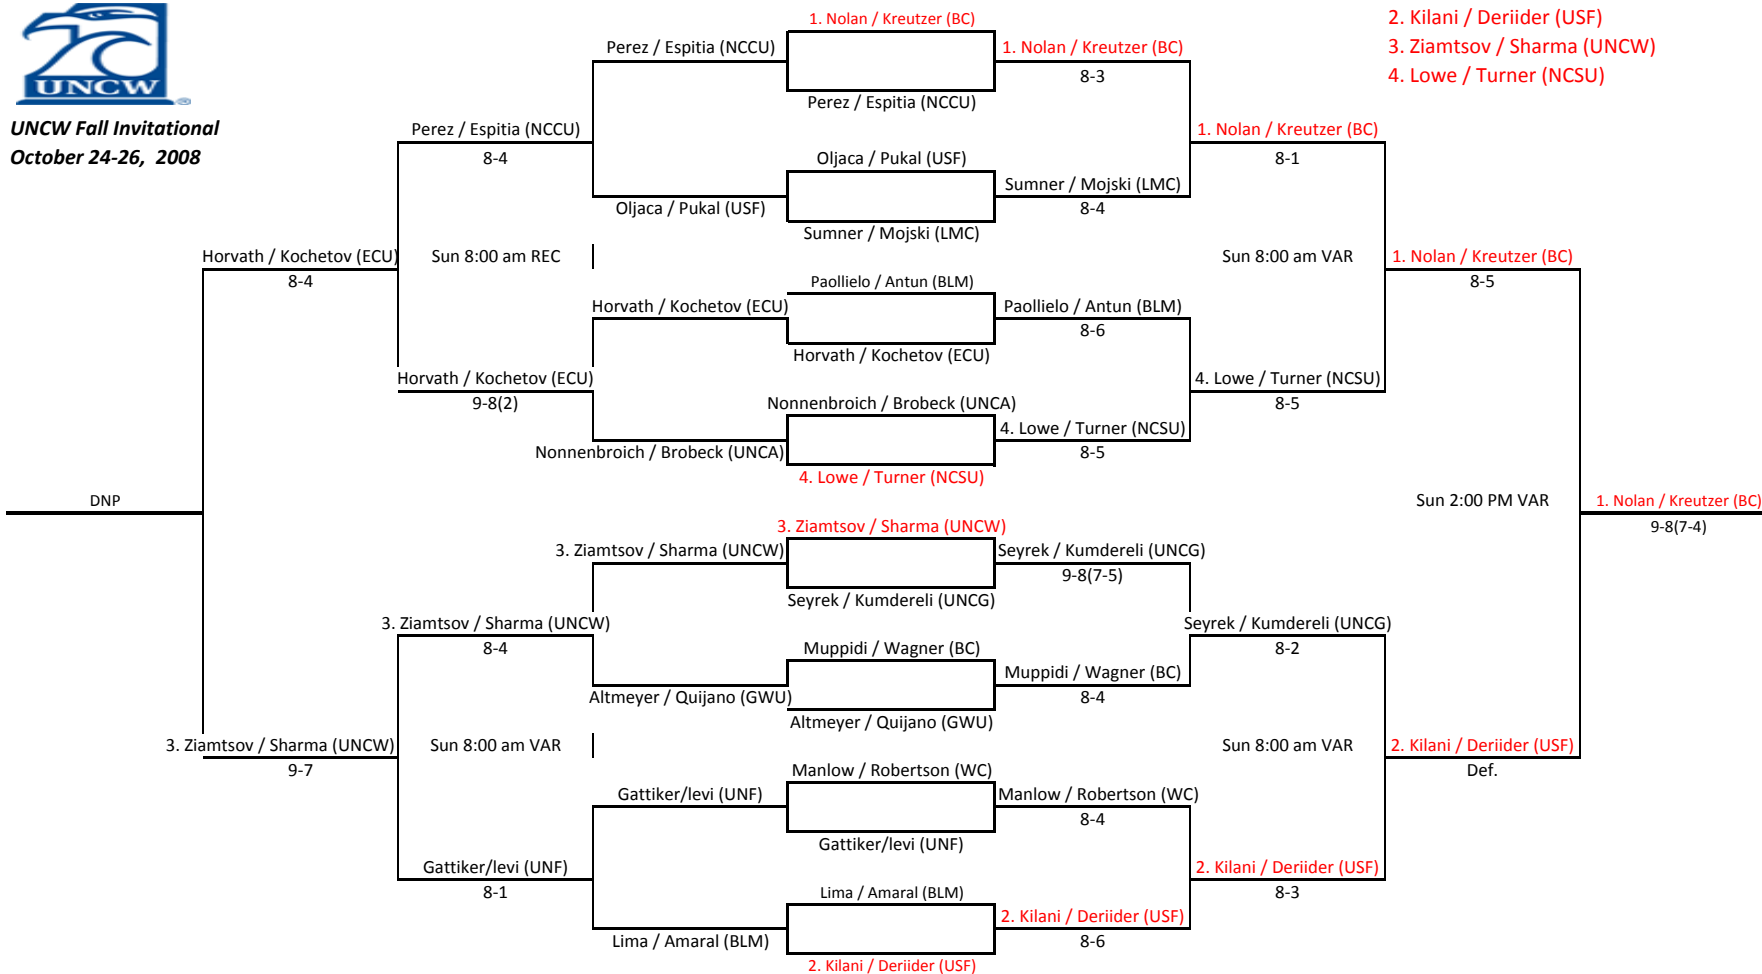 1. Nolan / Kreutzer (BC)
2. Kilani / Deriider (USF)
Perez / Espitia (NCCU)
1. Nolan / Kreutzer (BC)
3. Ziamtsov / Sharma (UNCW)
8-3
4. Lowe / Turner (NCSU)
UNCW
Perez / Espitia (NCCU)
UNCW Fall Invitational
Perez / Espitia (NCCU)
1. Nolan / Kreutzer (BC)
October 24-26, 2008
8-4
Oljaca / Pukal (USF)
8-1
Sumner / Mojski (LMC)
Oljaca / Pukal (USF)
8-4
Sumner / Mojski (LMC)
Horvath / Kochetov (ECU)
Sun 8:00 am REC
Sun 8:00 am VAR
1. Nolan / Kreutzer (BC)
8-4
Paollielo / Antun (BLM)
8-5
Horvath / Kochetov (ECU)
Paollielo / Antun (BLM)
8-6
Horvath / Kochetov (ECU)
Horvath / Kochetov (ECU)
4. Lowe / Turner (NCSU)
9-8(2)
Nonnenbroich / Brobeck (UNCA)
8-5
4. Lowe / Turner (NCSU)
Nonnenbroich / Brobeck (UNCA)
8-5
4. Lowe / Turner (NCSU)
DNP
Sun 2:00 PM VAR
1. Nolan / Kreutzer (BC)
3. Ziamtsov / Sharma (UNCW)
9-8(7-4)
3. Ziamtsov / Sharma (UNCW)
Seyrek / Kumdereli (UNCG)
9-8(7-5)
Seyrek / Kumdereli (UNCG)
3. Ziamtsov / Sharma (UNCW)
Seyrek / Kumdereli (UNCG)
8-4
Muppidi / Wagner (BC)
8-2
Muppidi / Wagner (BC)
Altmeyer / Quijano (GWU)
8-4
Altmeyer / Quijano (GWU)
3. Ziamtsov / Sharma (UNCW)
Sun 8:00 am VAR
Sun 8:00 am VAR
2. Kilani / Deriider (USF)
9-7
Manlow / Robertson (WC)
Def.
Gattiker/levi (UNF)
Manlow / Robertson (WC)
8-4
Gattiker/levi (UNF)
Gattiker/levi (UNF)
2. Kilani / Deriider (USF)
8-1
Lima / Amaral (BLM)
8-3
2. Kilani / Deriider (USF)
Lima / Amaral (BLM)
8-6
2. Kilani / Deriider (USF)